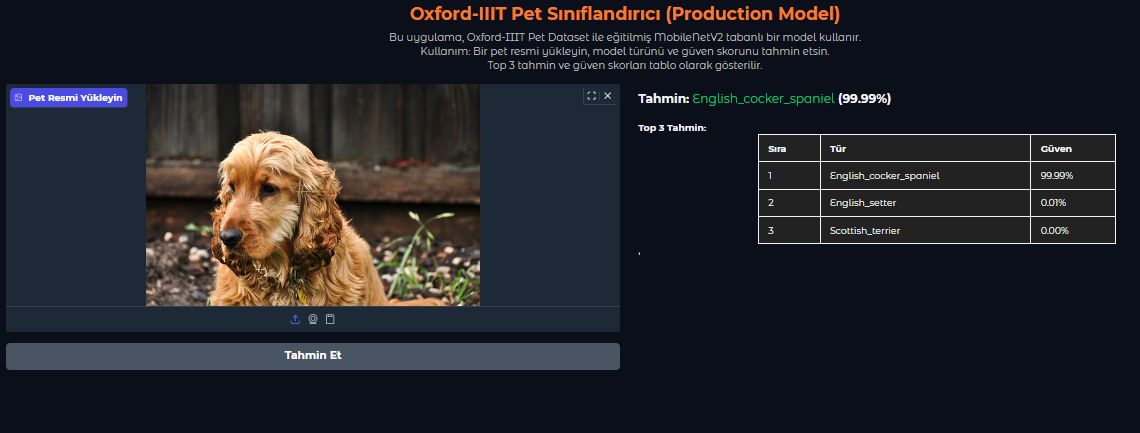 Oxford-IIIT Pet Sınıflandırıcı (Production Model)
Bu uygulama, Oxford-IIIT Pet Dataset ile eğitilmiş MobileNetV2 tabanlı bir model kullanır.
Kullanım: Bir pet resmi yükleyin, model türünü ve güven skorunu tahmin etsin.
Top 3 tahmin ve güven skorları tablo olarak gösterilir.
Pet Resmi Yükleyin
Tahmin Et
Tahmin: English_cocker_spaniel (99.99%)
Top 3 Tahmin:
Sıra Tür Güven
1 English_cocker_spaniel 99.99%
2 English_setter 0.01%
3 Scottish_terrier 0.00%